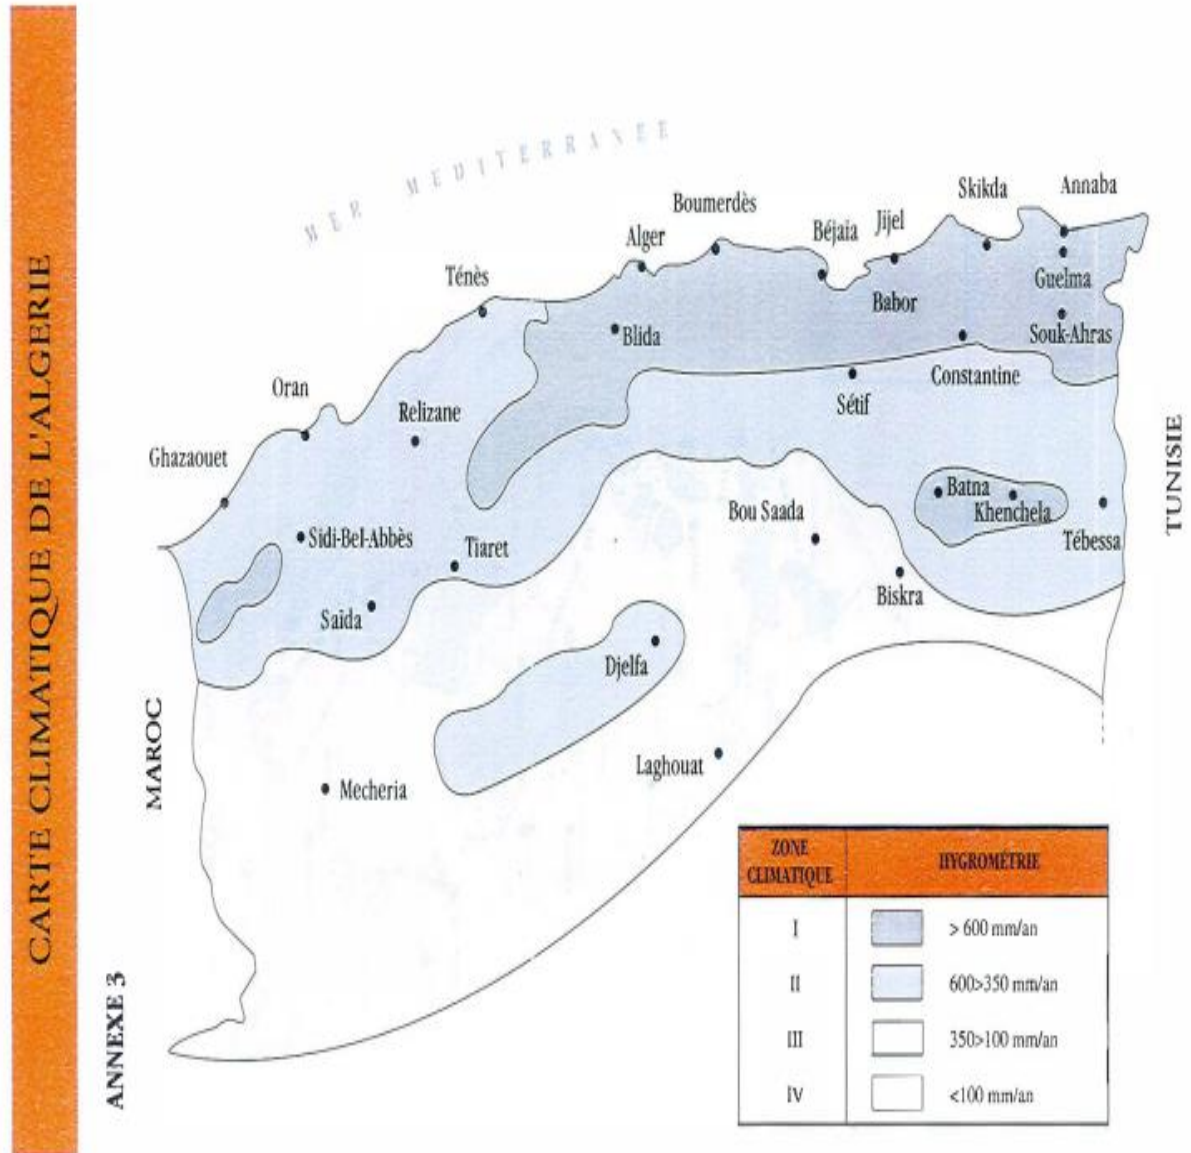 CARTE CLIMATIQUE DE L'ALGERIE
MER MEDITERRANEE
Skikda
Annaba
Boumerdès
Jijel
Béjaia
Alger
Ténès
Guelma
Babor
Blida
Souk-Ahras
Constantine
Oran
Sétif
Relizane
Ghazaouet
TUNISIE
Batna
Khenchela
Bou Saada
Sidi-Bel-Abbès
Tiaret
Tébessa
Biskra
Saïda
Djelfa
MAROC
Laghouat
Mecheria
ANNEXE 3
ZONE
CLIMATIQUE
HYGROMÉTRIE
I > 600 mm/an
II 600>350 mm/an
III 350>100 mm/an
IV <100 mm/an